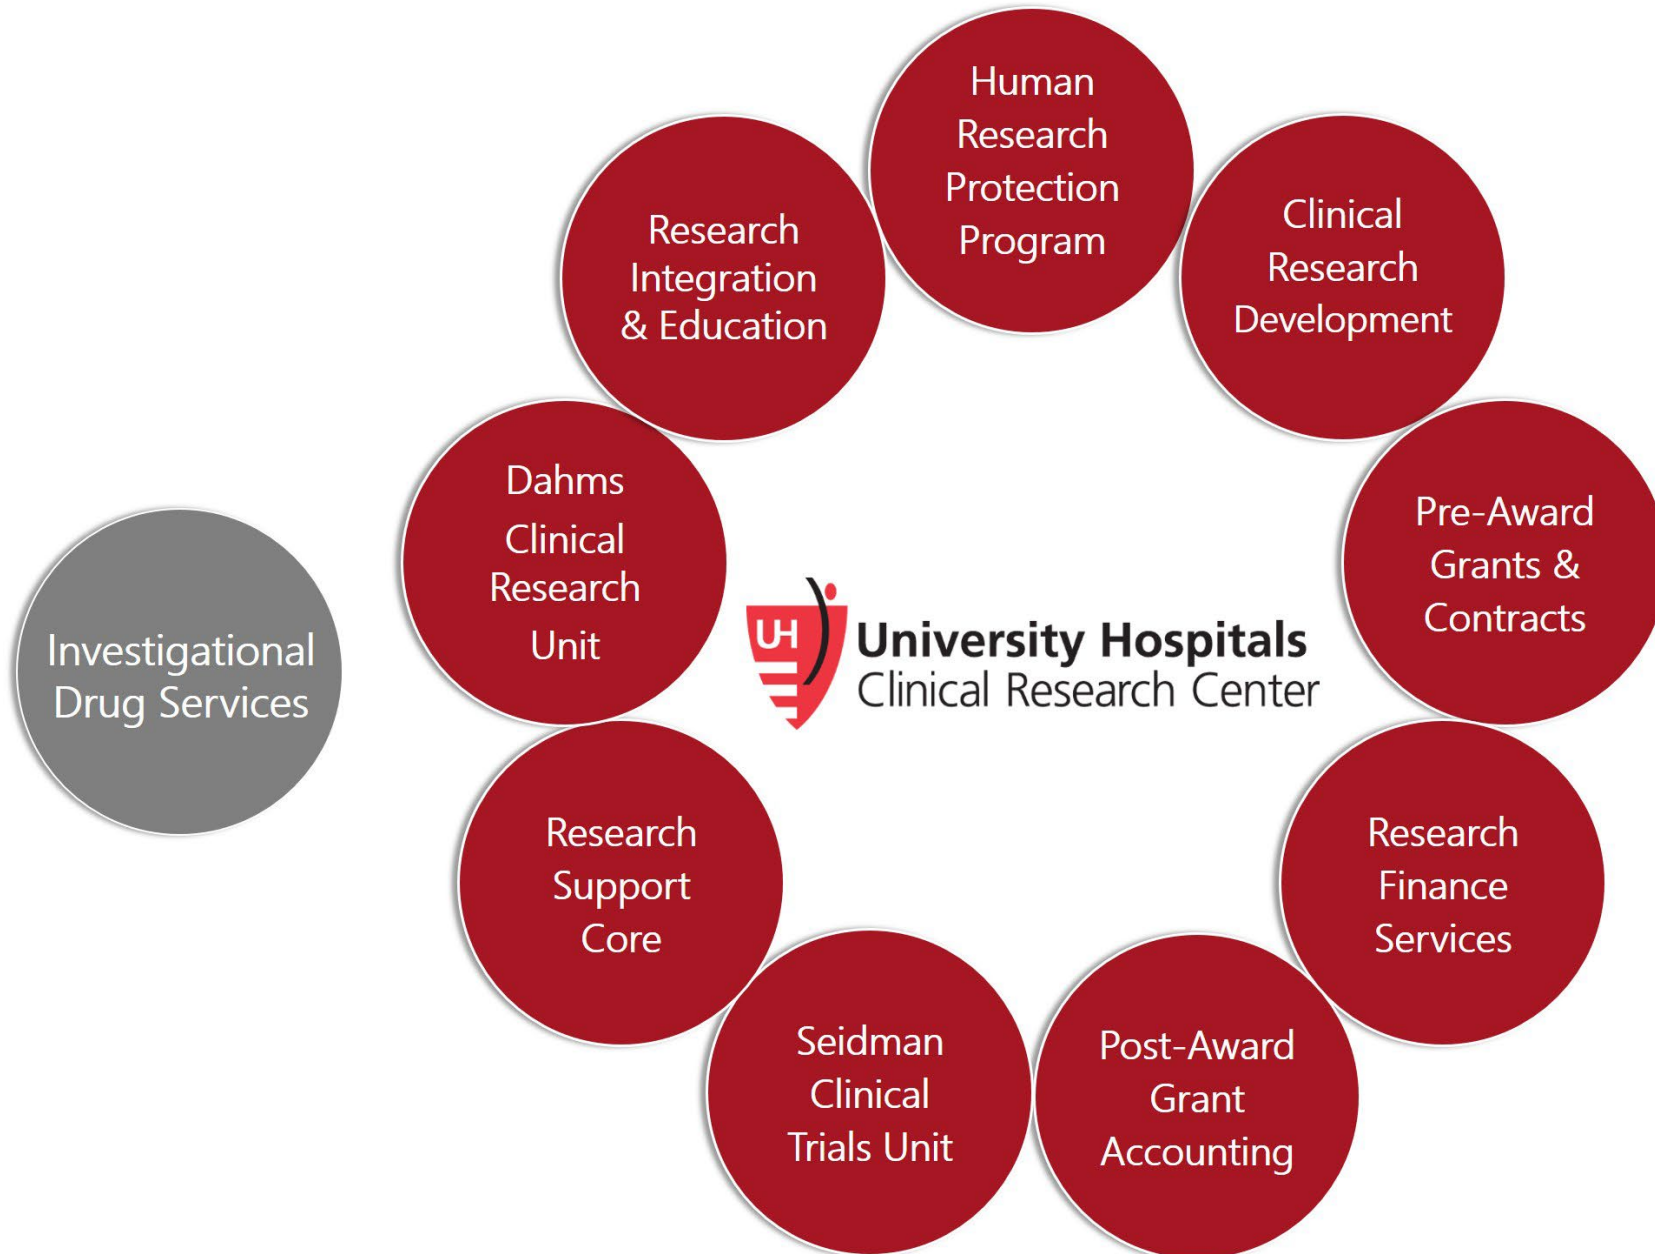 Human
Research
Protection
Program
Clinical
Research
Development
Pre-Award
Grants &
Contracts
Research
Finance
Services
Post-Award
Grant
Accounting
Seidman
Clinical
Trials Unit
Research
Support
Core
Dahms
Clinical
Research
Unit
Research
Integration
& Education
Investigational
Drug Services
UH
University Hospitals
Clinical Research Center